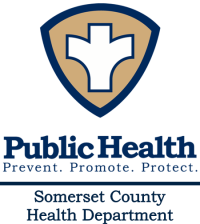 Public Health
Prevent. Promote. Protect.
Somerset County
Health Department